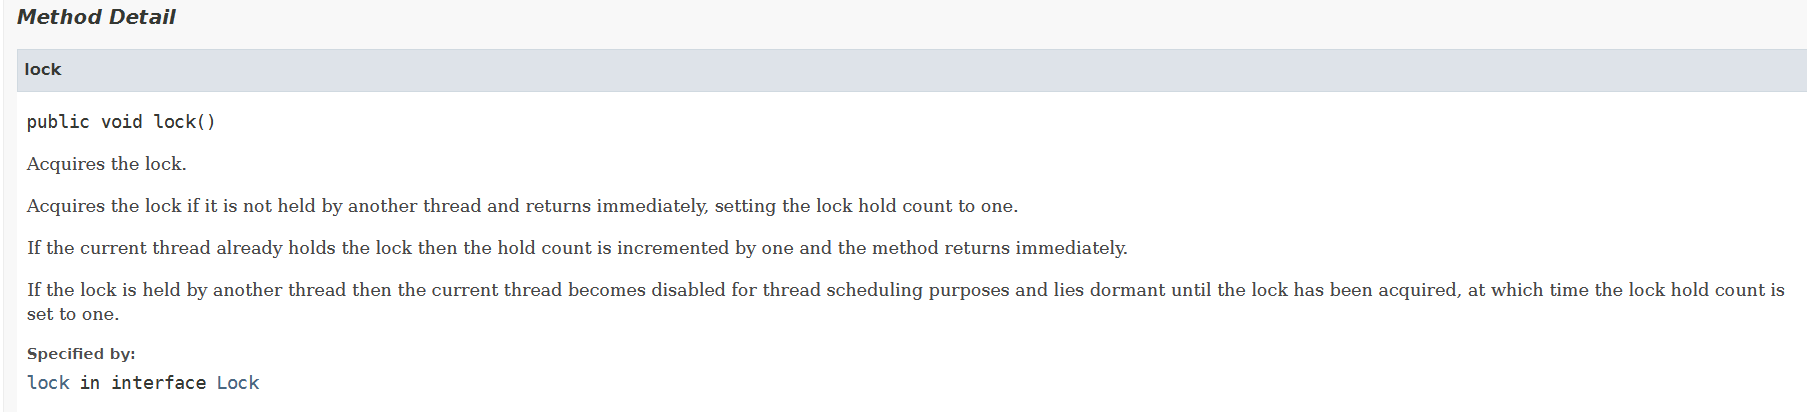 Method Detail
lock
public void lock()
Acquires the lock.
Acquires the lock if it is not held by another thread and returns immediately, setting the lock hold count to one.
If the current thread already holds the lock then the hold count is incremented by one and the method returns immediately.
If the lock is held by another thread then the current thread becomes disabled for thread scheduling purposes and lies dormant until the lock has been acquired, at which time the lock hold count is
set to one.
Specified by:
lock in interface Lock